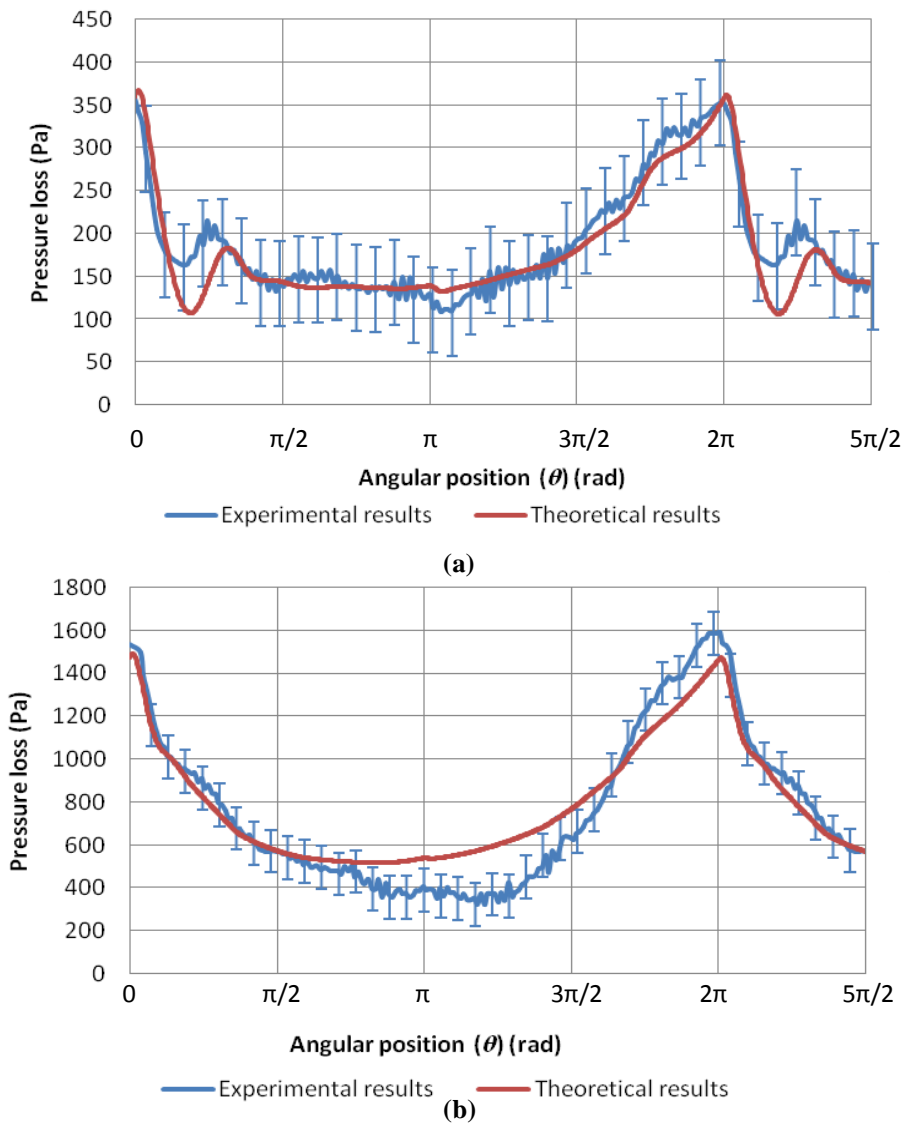 450
400
350
300
250
200
150
100
50
0
Pressure loss (Pa)
0 π/2 π 3π/2 2π 5π/2
Angular position (θ) (rad)
Experimental results Theoretical results
(a)
1800
1600
1400
1200
1000
800
600
400
200
0
Pressure loss (Pa)
0 π/2 π 3π/2 2π 5π/2
Angular position (θ) (rad)
Experimental results Theoretical results
(b)